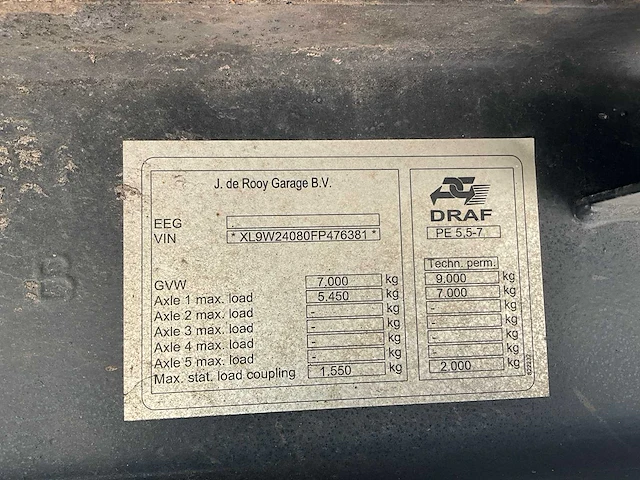 J. de Rooy Garage B.V.
DRAF
PE 5,5-7
EEG -
VIN * XL9W24080FP476381 *
Techn. perm.
GVW 7.000 kg 9.000 kg
Axle 1 max. load 5.450 kg 7.000 kg
Axle 2 max. load - kg - kg
Axle 3 max. load - kg - kg
Axle 4 max. load - kg - kg
Axle 5 max. load - kg - kg
Max. stat. load coupling 1.550 kg 2.000 kg
B